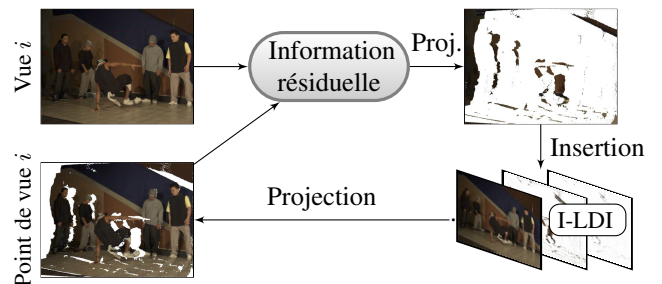 Vue i
Information
résiduelle
Proj.
Insertion
Point de vue i
Projection
I-LDI